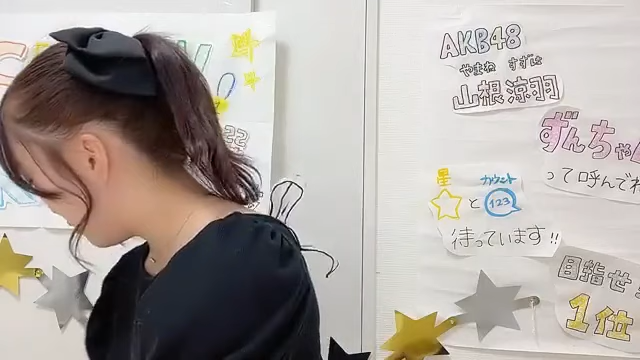 AKB48
やまね すずは
山根 涼羽
ずんちゃん
って呼んでね
星 カウント
と 123
待っています!!
目指せ
1位